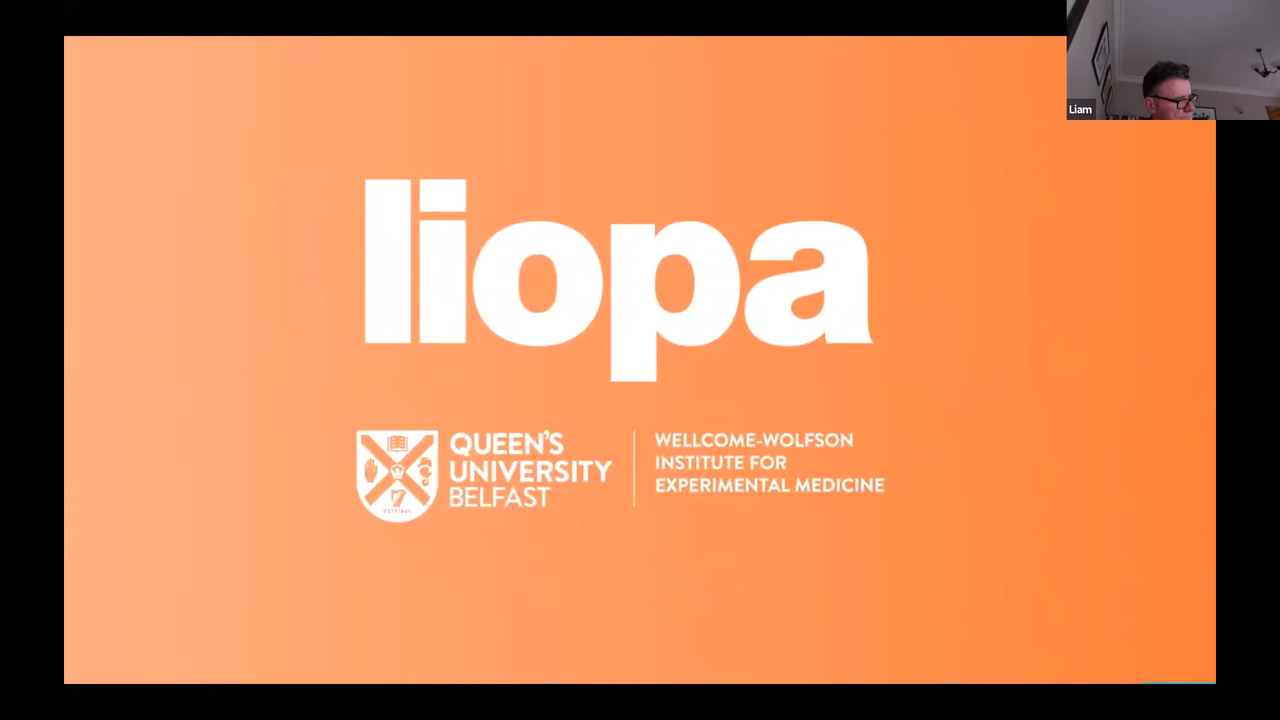 Liam
liopa
QUEEN'S
UNIVERSITY
BELFAST
WELLCOME-WOLFSON
INSTITUTE FOR
EXPERIMENTAL MEDICINE